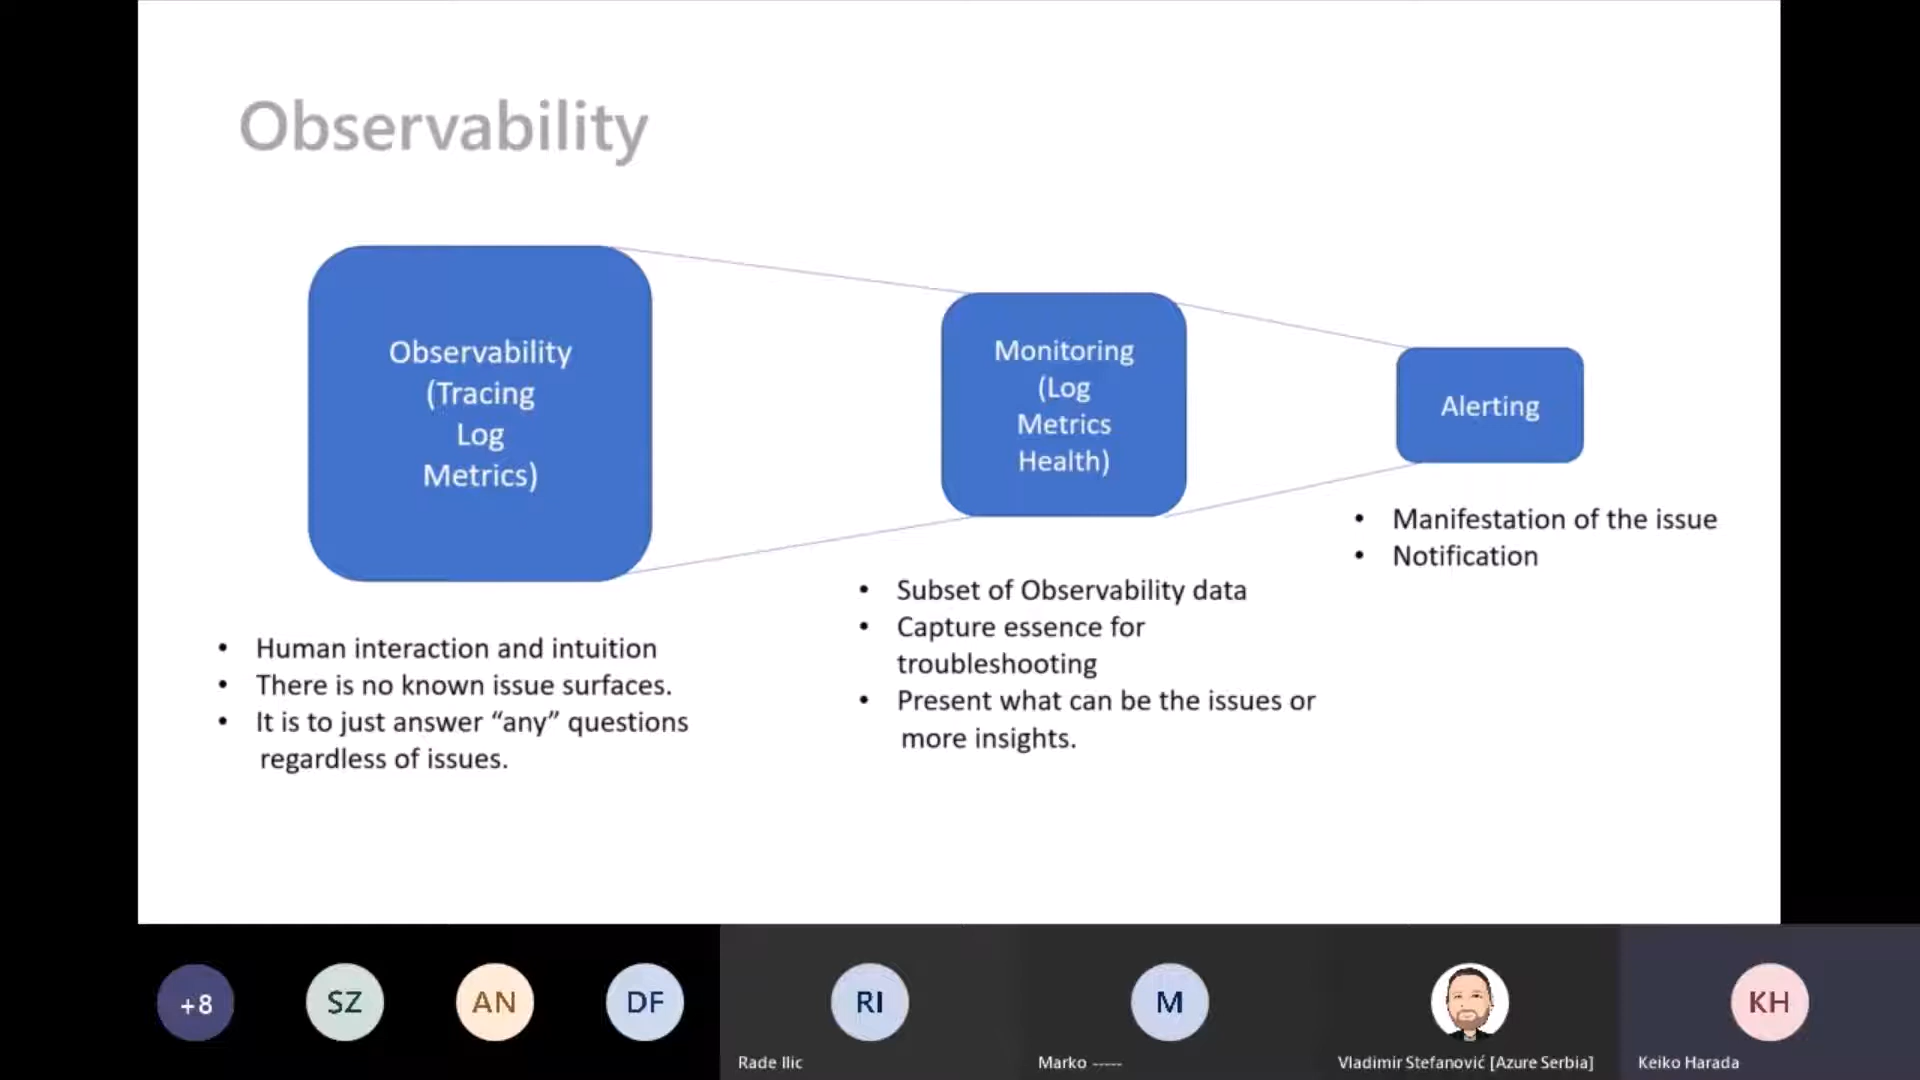 Observability
Observability
(Tracing
Log
Metrics)
• Human interaction and intuition
• There is no known issue surfaces.
• It is to just answer “any” questions
regardless of issues.
Monitoring
(Log
Metrics
Health)
• Subset of Observability data
• Capture essence for
troubleshooting
• Present what can be the issues or
more insights.
Alerting
• Manifestation of the issue
• Notification
+8
SZ
AN
DF
RI
Rade Ilic
M
Marko -----
Vladimir Stefanović [Azure Serbia]
KH
Keiko Harada